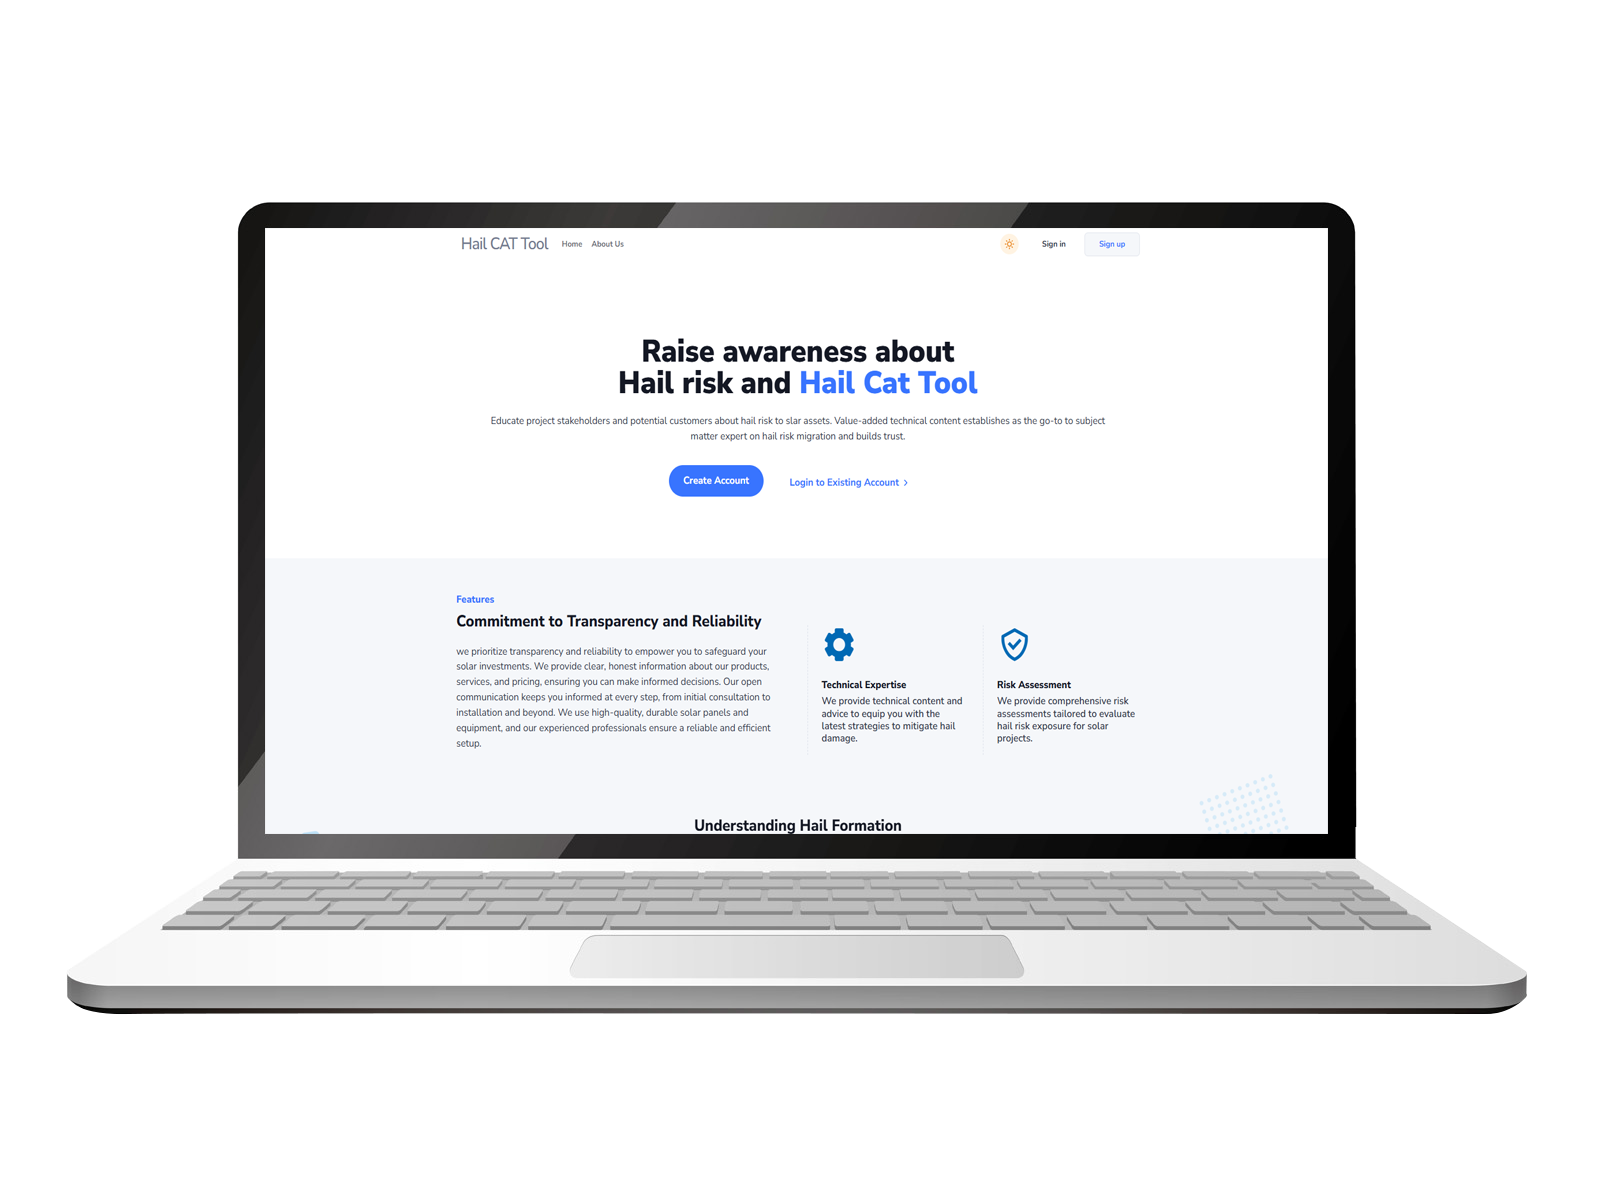 Hail CAT Tool Home About Us Sign in Sign up
Raise awareness about
Hail risk and Hail Cat Tool
Educate project stakeholders and potential customers about hail risk to slar assets. Value-added technical content establishes as the go-to to subject
matter expert on hail risk migration and builds trust.
Create Account Login to Existing Account
Features
Commitment to Transparency and Reliability
we prioritize transparency and reliability to empower you to safeguard your
solar investments. We provide clear, honest information about our products,
services, and pricing, ensuring you can make informed decisions. Our open
communication keeps you informed at every step, from initial consultation to
installation and beyond. We use high-quality, durable solar panels and
equipment, and our experienced professionals ensure a reliable and efficient
setup.
Technical Expertise
We provide technical content and
advice to equip you with the
latest strategies to mitigate hail
damage.
Risk Assessment
We provide comprehensive risk
assessments tailored to evaluate
hail risk exposure for solar
projects.
Understanding Hail Formation